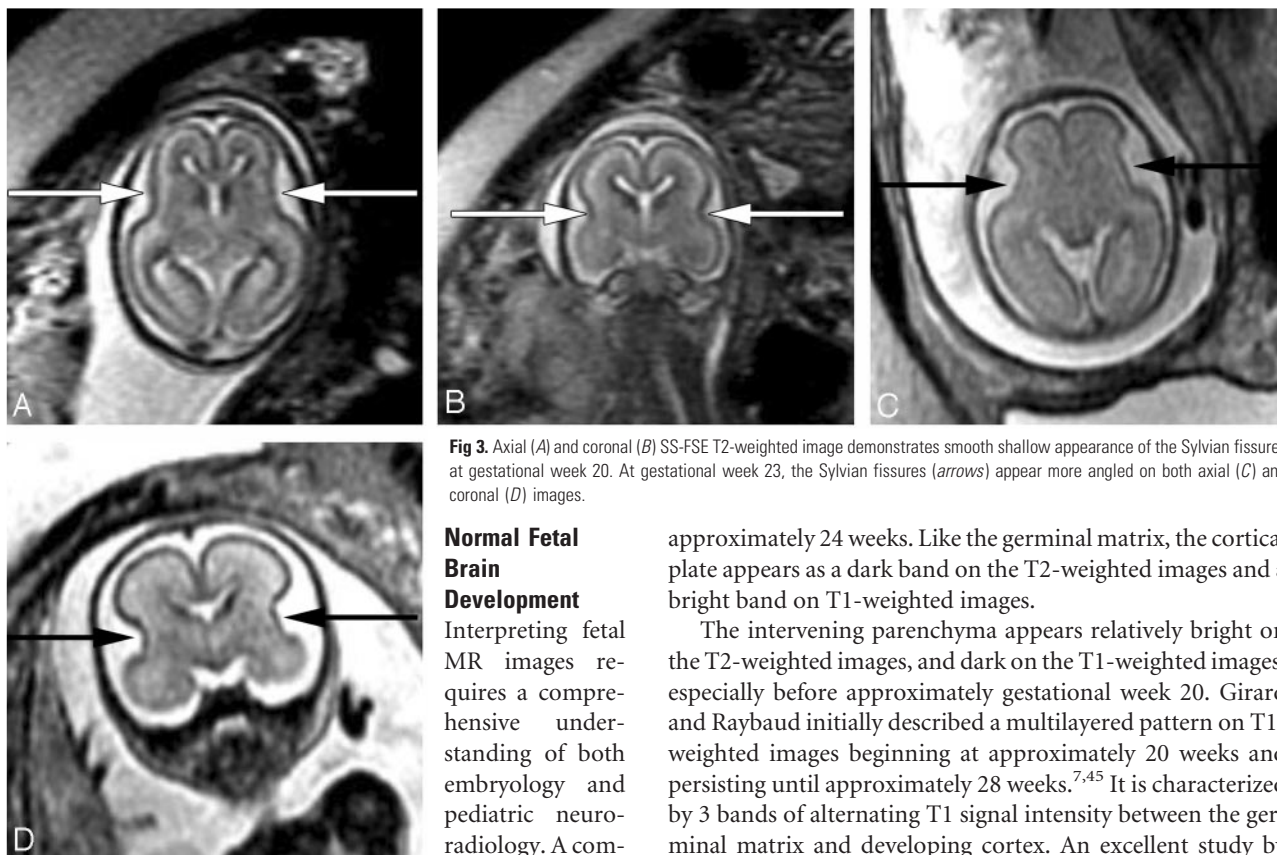 A
B
C
Fig 3. Axial (A) and coronal (B) SS-FSE T2-weighted image demonstrates smooth shallow appearance of the Sylvian fissure
at gestational week 20. At gestational week 23, the Sylvian fissures (arrows) appear more angled on both axial (C) an
coronal (D) images.
D
Normal Fetal
Brain
Development
Interpreting fetal
MR images re-
quires a compre-
hensive under-
standing of both
embryology and
pediatric neuro-
radiology. A com-
approximately 24 weeks. Like the germinal matrix, the cortica
plate appears as a dark band on the T2-weighted images and
bright band on T1-weighted images.
The intervening parenchyma appears relatively bright on
the T2-weighted images, and dark on the T1-weighted images
especially before approximately gestational week 20. Girard
and Raybaud initially described a multilayered pattern on T1
weighted images beginning at approximately 20 weeks and
persisting until approximately 28 weeks.7,45 It is characterized
by 3 bands of alternating T1 signal intensity between the ger
minal matrix and developing cortex. An excellent study b